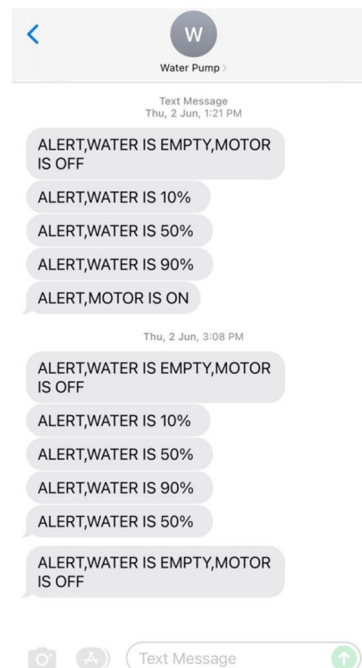 W
Water Pump >
Text Message
Thu, 2 Jun, 1:21 PM
ALERT,WATER IS EMPTY,MOTOR
IS OFF
ALERT,WATER IS 10%
ALERT,WATER IS 50%
ALERT,WATER IS 90%
ALERT,MOTOR IS ON
Thu, 2 Jun, 3:08 PM
ALERT,WATER IS EMPTY,MOTOR
IS OFF
ALERT,WATER IS 10%
ALERT,WATER IS 50%
ALERT,WATER IS 90%
ALERT,WATER IS 50%
ALERT,WATER IS EMPTY,MOTOR
IS OFF
Text Message